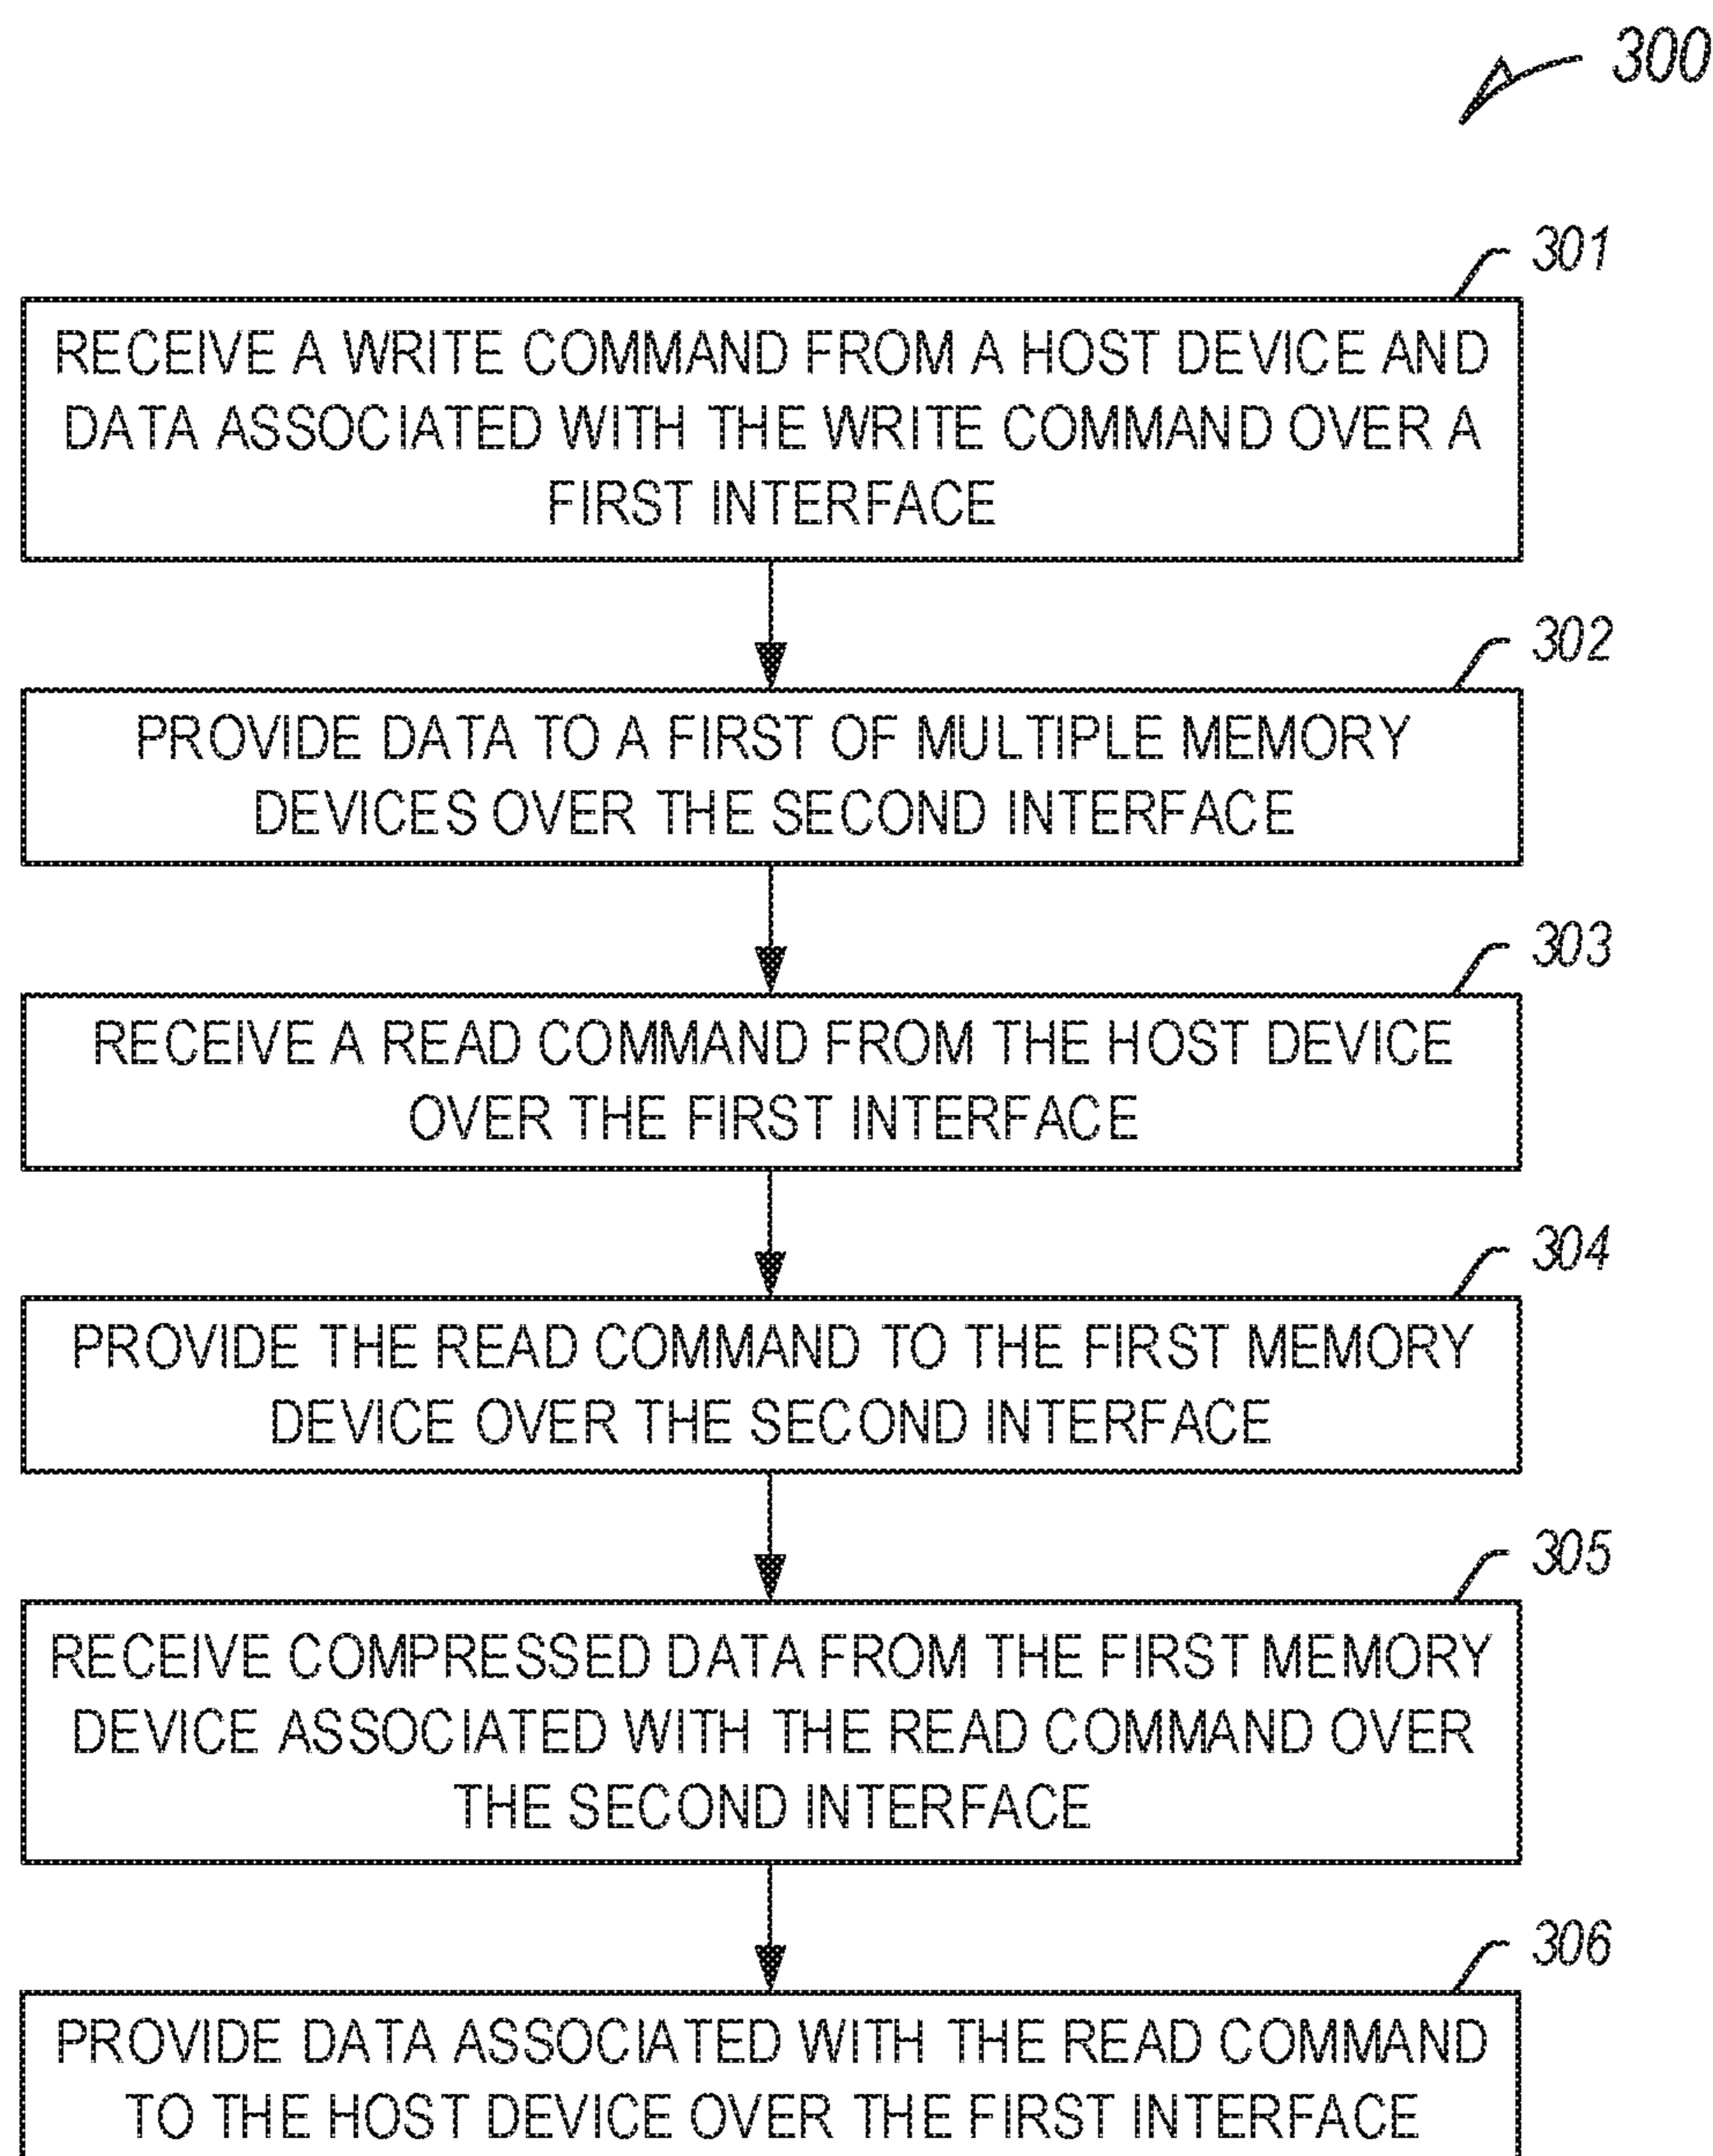 300
301
RECEIVE A WRITE COMMAND FROM A HOST DEVICE AND
DATA ASSOCIATED WITH THE WRITE COMMAND OVER A
FIRST INTERFACE
302
PROVIDE DATA TO A FIRST OF MULTIPLE MEMORY
DEVICES OVER THE SECOND INTERFACE
303
RECEIVE A READ COMMAND FROM THE HOST DEVICE
OVER THE FIRST INTERFACE
304
PROVIDE THE READ COMMAND TO THE FIRST MEMORY
DEVICE OVER THE SECOND INTERFACE
305
RECEIVE COMPRESSED DATA FROM THE FIRST MEMORY
DEVICE ASSOCIATED WITH THE READ COMMAND OVER
THE SECOND INTERFACE
306
PROVIDE DATA ASSOCIATED WITH THE READ COMMAND
TO THE HOST DEVICE OVER THE FIRST INTERFACE